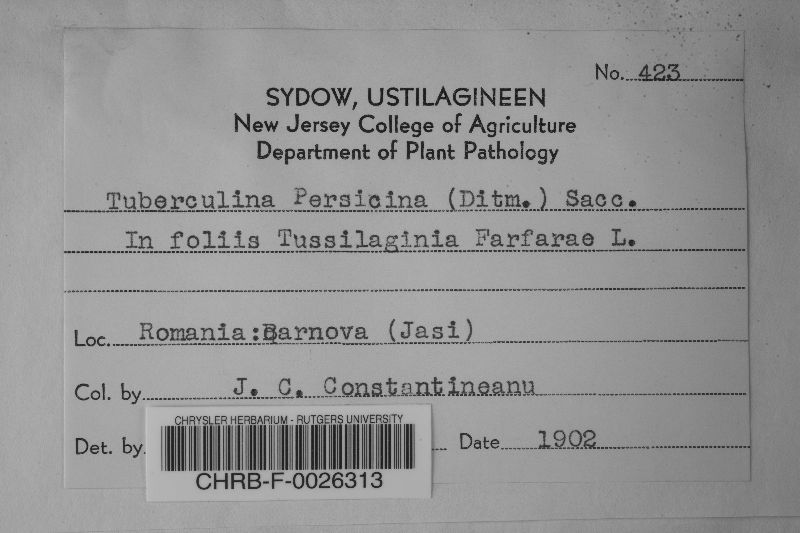 No. 423
SYDOW, USTILAGINEEN
New Jersey College of Agriculture
Department of Plant Pathology
Tuberculina Persicina (Ditm.) Sacc.
In foliis Tussilaginia Farfarae L.
Loc. Romania:Barnova (Jasi)
Col. by J. C. Constantineanu
Det. by Date 1902
CHRYSLER HERBARIUM - RUTGERS UNIVERSITY
CHRB-F-0026313